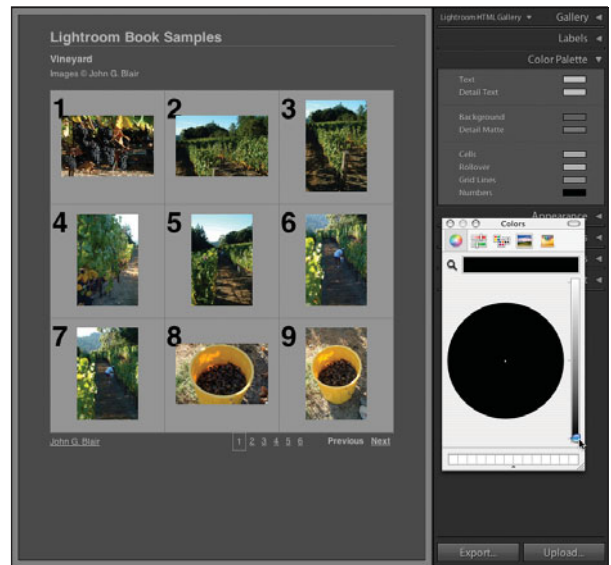 Lightroom Book Samples
Vineyard
Images © John G. Blair
1 2 3
4 5 6
7 8 9
John G. Blair 1 2 3 4 5 6 Previous Next
Lightroom HTML Gallery Gallery
Labels
Color Palette
Text
Detail Text
Background
Detail Matte
Cells
Rollover
Grid Lines
Numbers
Appearance
Colors
Export...
Upload...